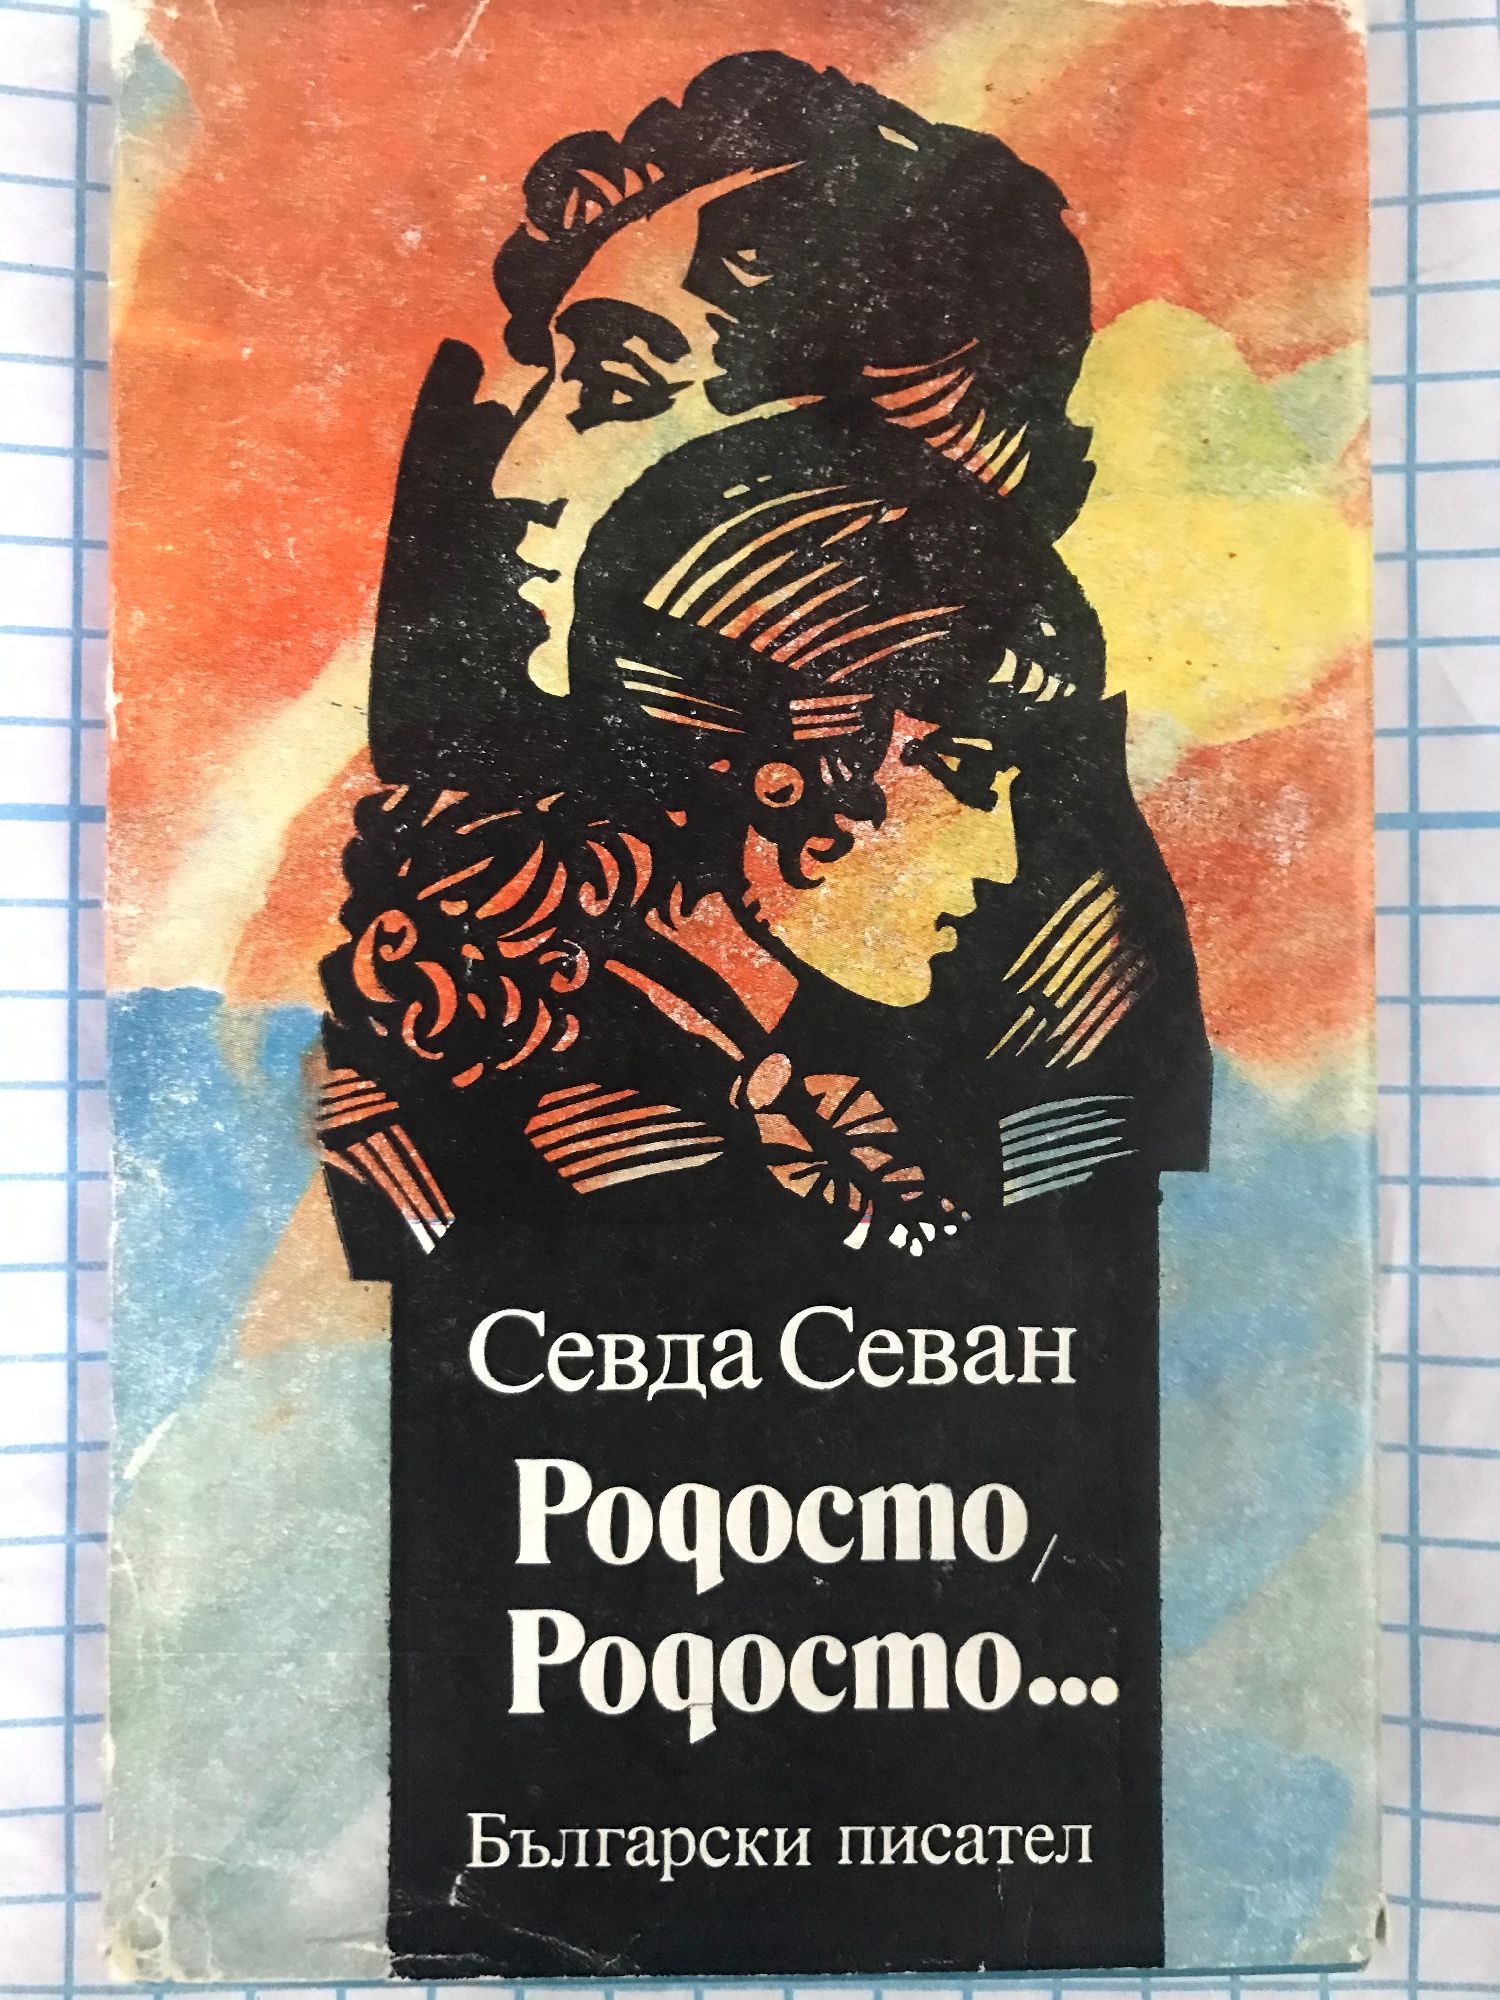 Севда Севан
Родосто,
Родосто...
Български писател